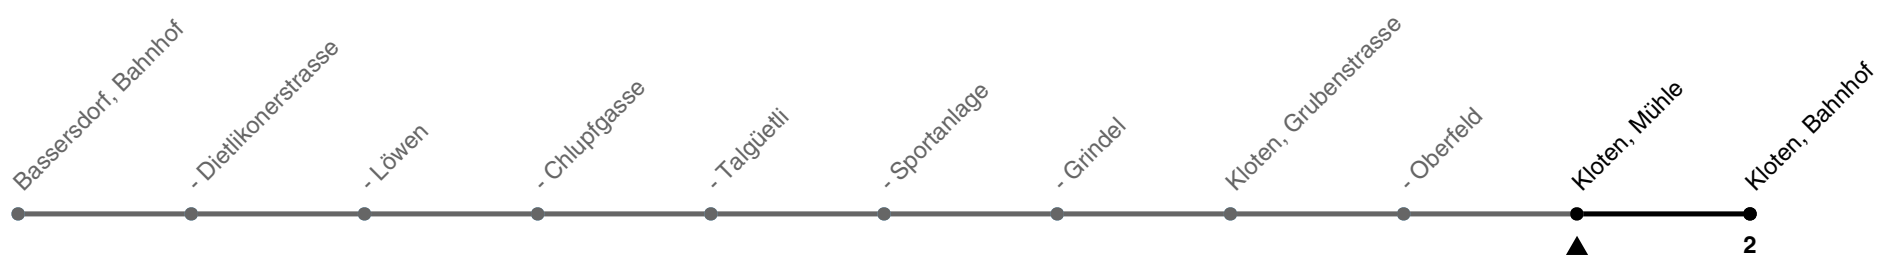 Bassersdorf, Bahnhof
- Dietlikonerstrasse
- Löwen
- Chlupfgasse
- Talgüetli
- Sportanlage
- Grindel
Kloten, Grubenstrasse
- Oberfeld
Kloten, Mühle
Kloten, Bahnhof
2